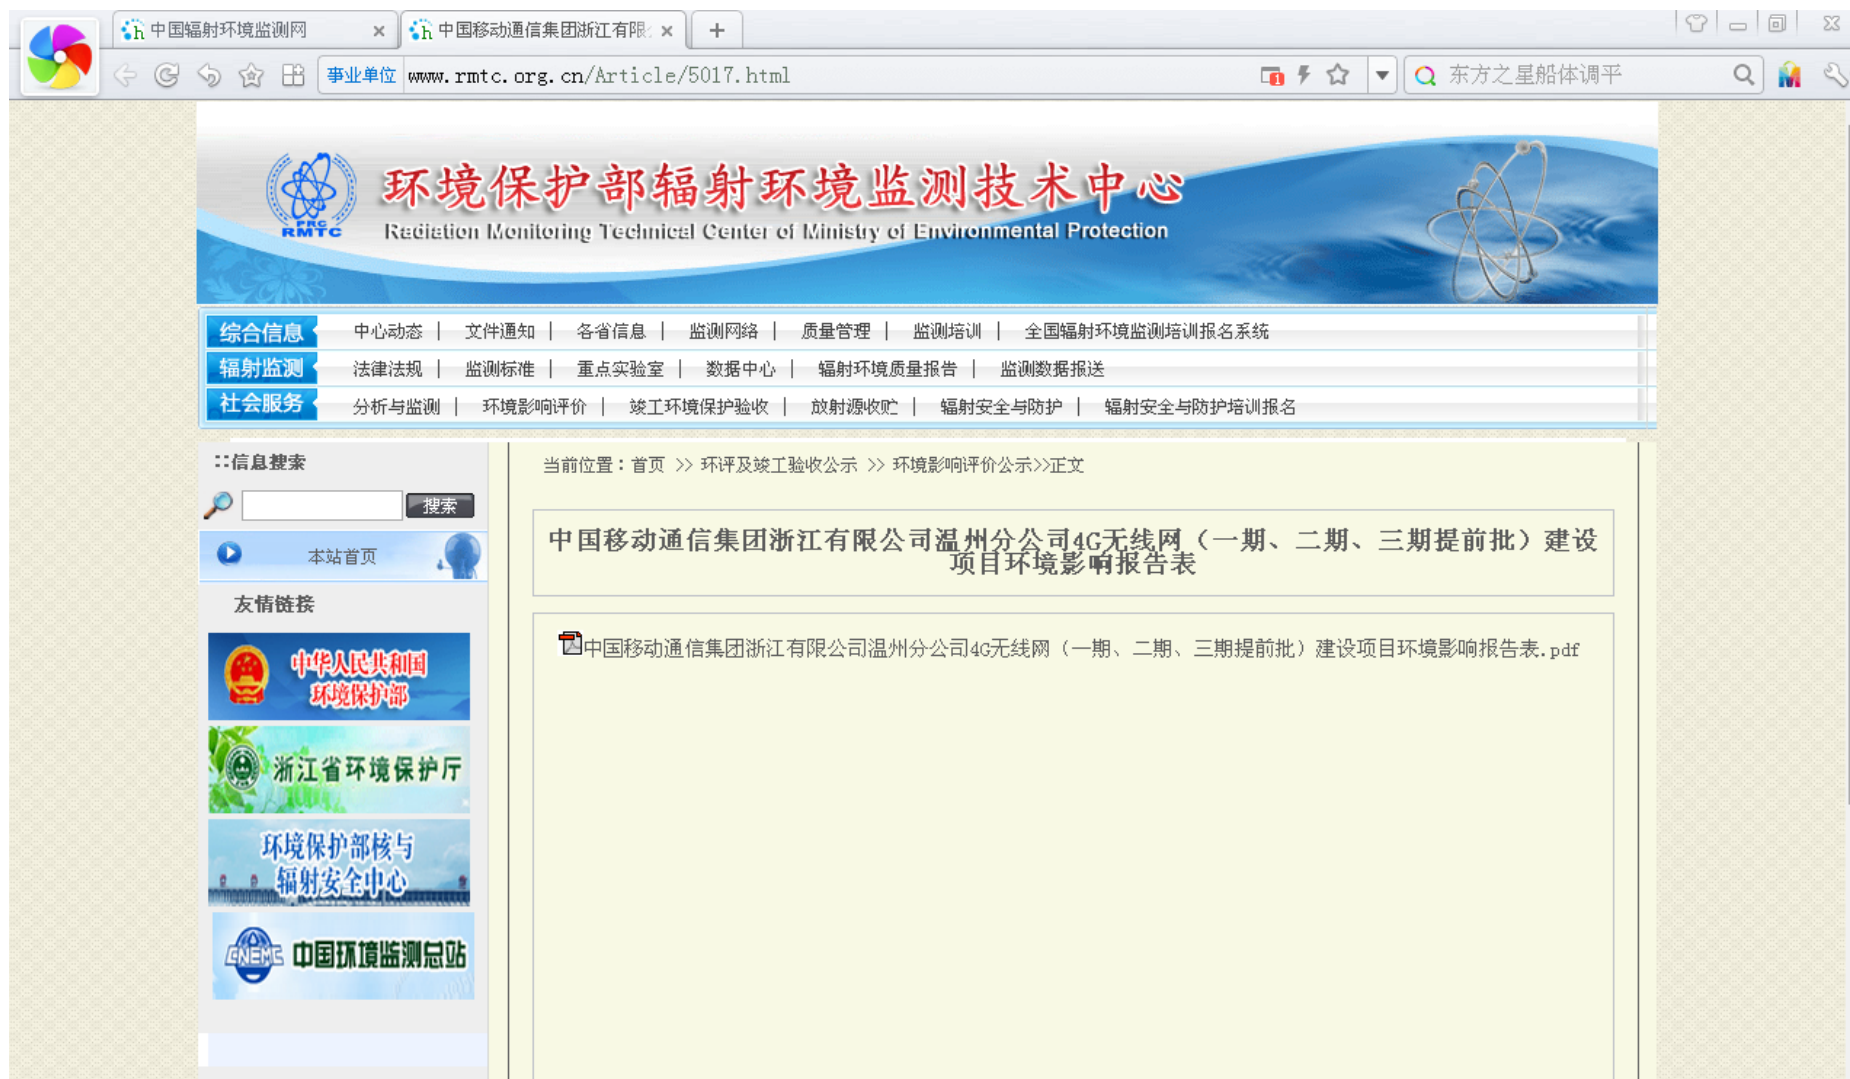 中国辐射环境监测网
中国移动通信集团浙江有限公
事业单位 www.rmtc.org.cn/Article/5017.html
1
东方之星船体调平
PRC
RMTC
环境保护部辐射环境监测技术中心
Radiation Monitoring Technical Center of Ministry of Environmental Protection
综合信息 中心动态 | 文件通知 | 各省信息 | 监测网络 | 质量管理 | 监测培训 | 全国辐射环境监测培训报名系统
辐射监测 法律法规 | 监测标准 | 重点实验室 | 数据中心 | 辐射环境质量报告 | 监测数据报送
社会服务 分析与监测 | 环境影响评价 | 竣工环境保护验收 | 放射源收贮 | 辐射安全与防护 | 辐射安全与防护培训报名
::信息搜索
搜索
本站首页
友情链接
中华人民共和国
环境保护部
浙江省环境保护厅
环境保护部核与
辐射安全中心
CNEMC 中国环境监测总站
当前位置：首页 >> 环评及竣工验收公示 >> 环境影响评价公示>>正文
中国移动通信集团浙江有限公司温州分公司4G无线网（一期、二期、三期提前批）建设
项目环境影响报告表
中国移动通信集团浙江有限公司温州分公司4G无线网（一期、二期、三期提前批）建设项目环境影响报告表.pdf